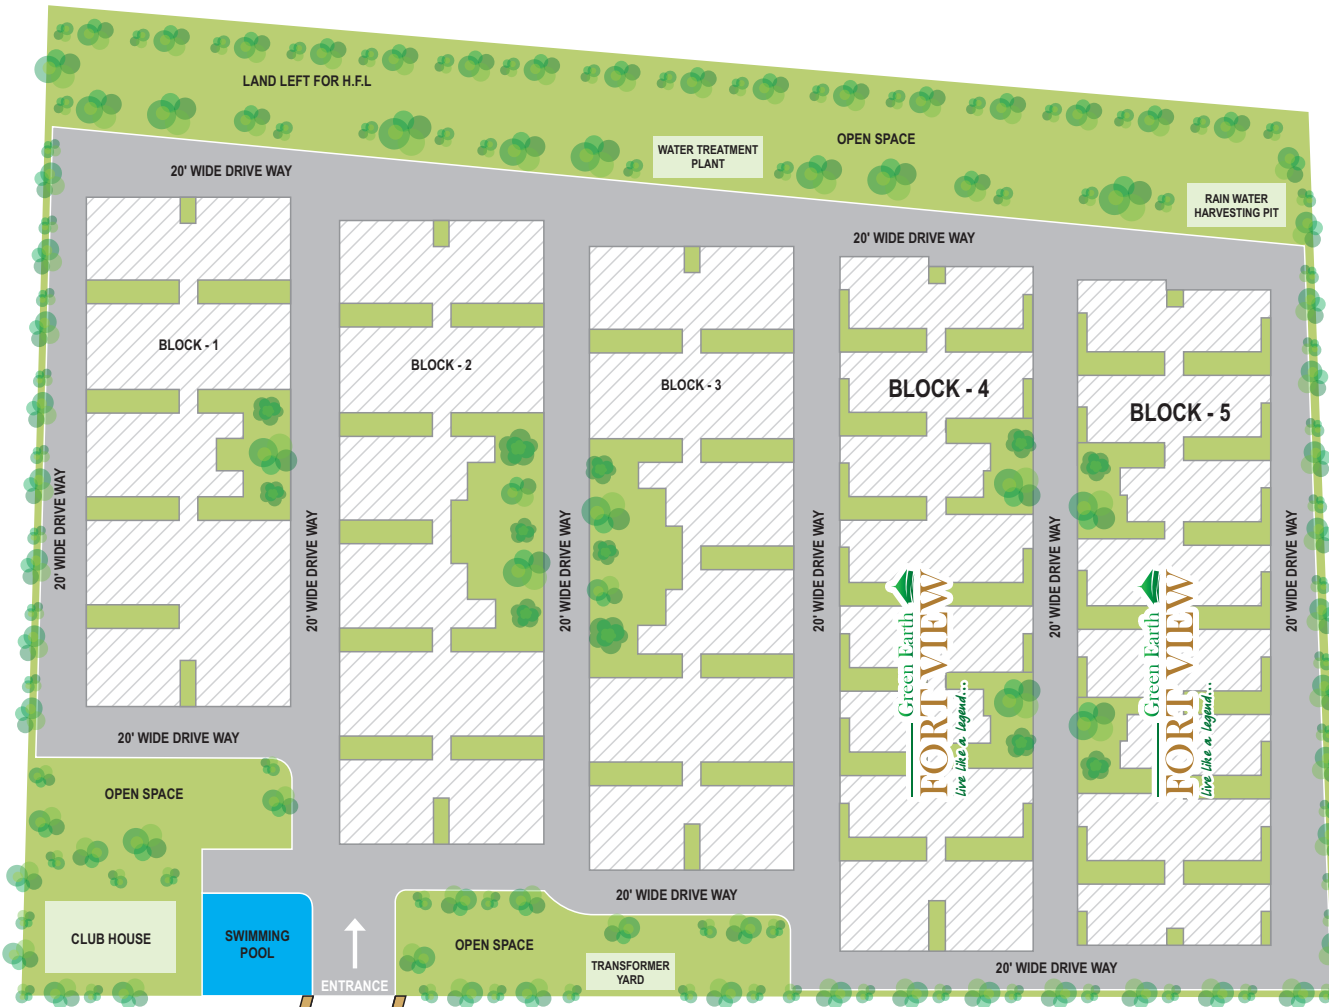 LAND LEFT FOR H.F.L
OPEN SPACE
WATER TREATMENT
PLANT
20' WIDE DRIVE WAY
RAIN WATER
HARVESTING PIT
20' WIDE DRIVE WAY
BLOCK - 1
BLOCK - 2
BLOCK - 3
BLOCK - 4
BLOCK - 5
20' WIDE DRIVE WAY
20' WIDE DRIVE WAY
20' WIDE DRIVE WAY
20' WIDE DRIVE WAY
20' WIDE DRIVE WAY
20' WIDE DRIVE WAY
Green Earth
FORTVIEW
Live like a legend...
Green Earth
FORTVIEW
Live like a legend...
20' WIDE DRIVE WAY
OPEN SPACE
20' WIDE DRIVE WAY
CLUB HOUSE
SWIMMING
POOL
ENTRANCE
OPEN SPACE
TRANSFORMER
YARD
20' WIDE DRIVE WAY